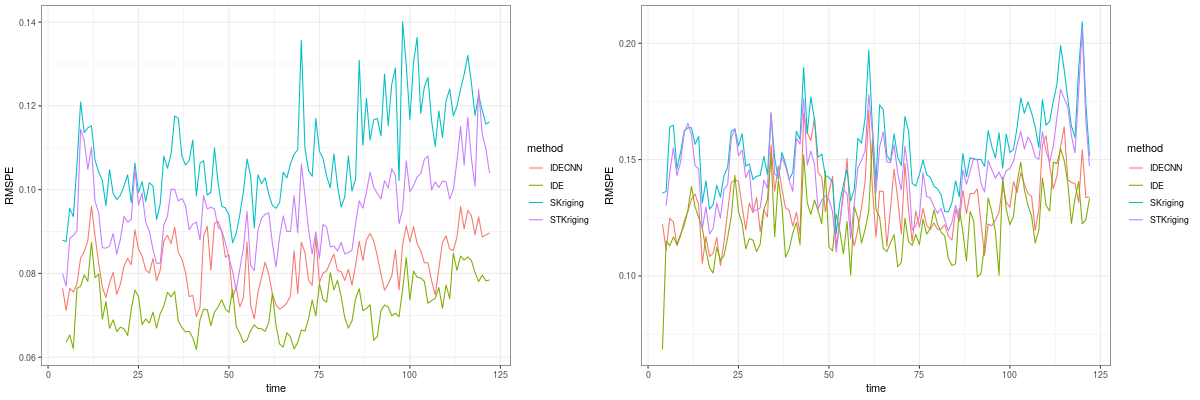 RMSPE
0.14
0.12
0.10
0.08
0.06
0
25
50
75
100
125
time
method
IDECNN
IDE
SKriging
STKriging
RMSPE
0.20
0.15
0.10
0
25
50
75
100
125
time
method
IDECNN
IDE
SKriging
STKriging